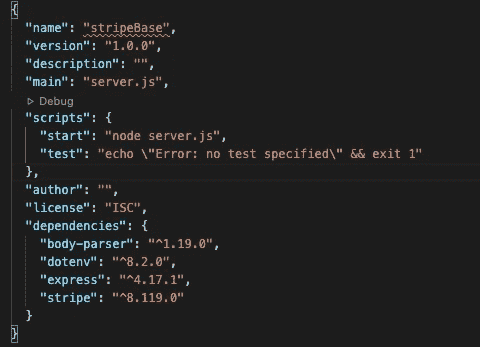 {
"name": "stripeBase",
"version": "1.0.0",
"description": "",
"main": "server.js",
Debug
"scripts": {
"start": "node server.js",
"test": "echo \"Error: no test specified\" && exit 1"
},
"author": "",
"license": "ISC",
"dependencies": {
"body-parser": "^1.19.0",
"dotenv": "^8.2.0",
"express": "^4.17.1",
"stripe": "^8.119.0"
}
}